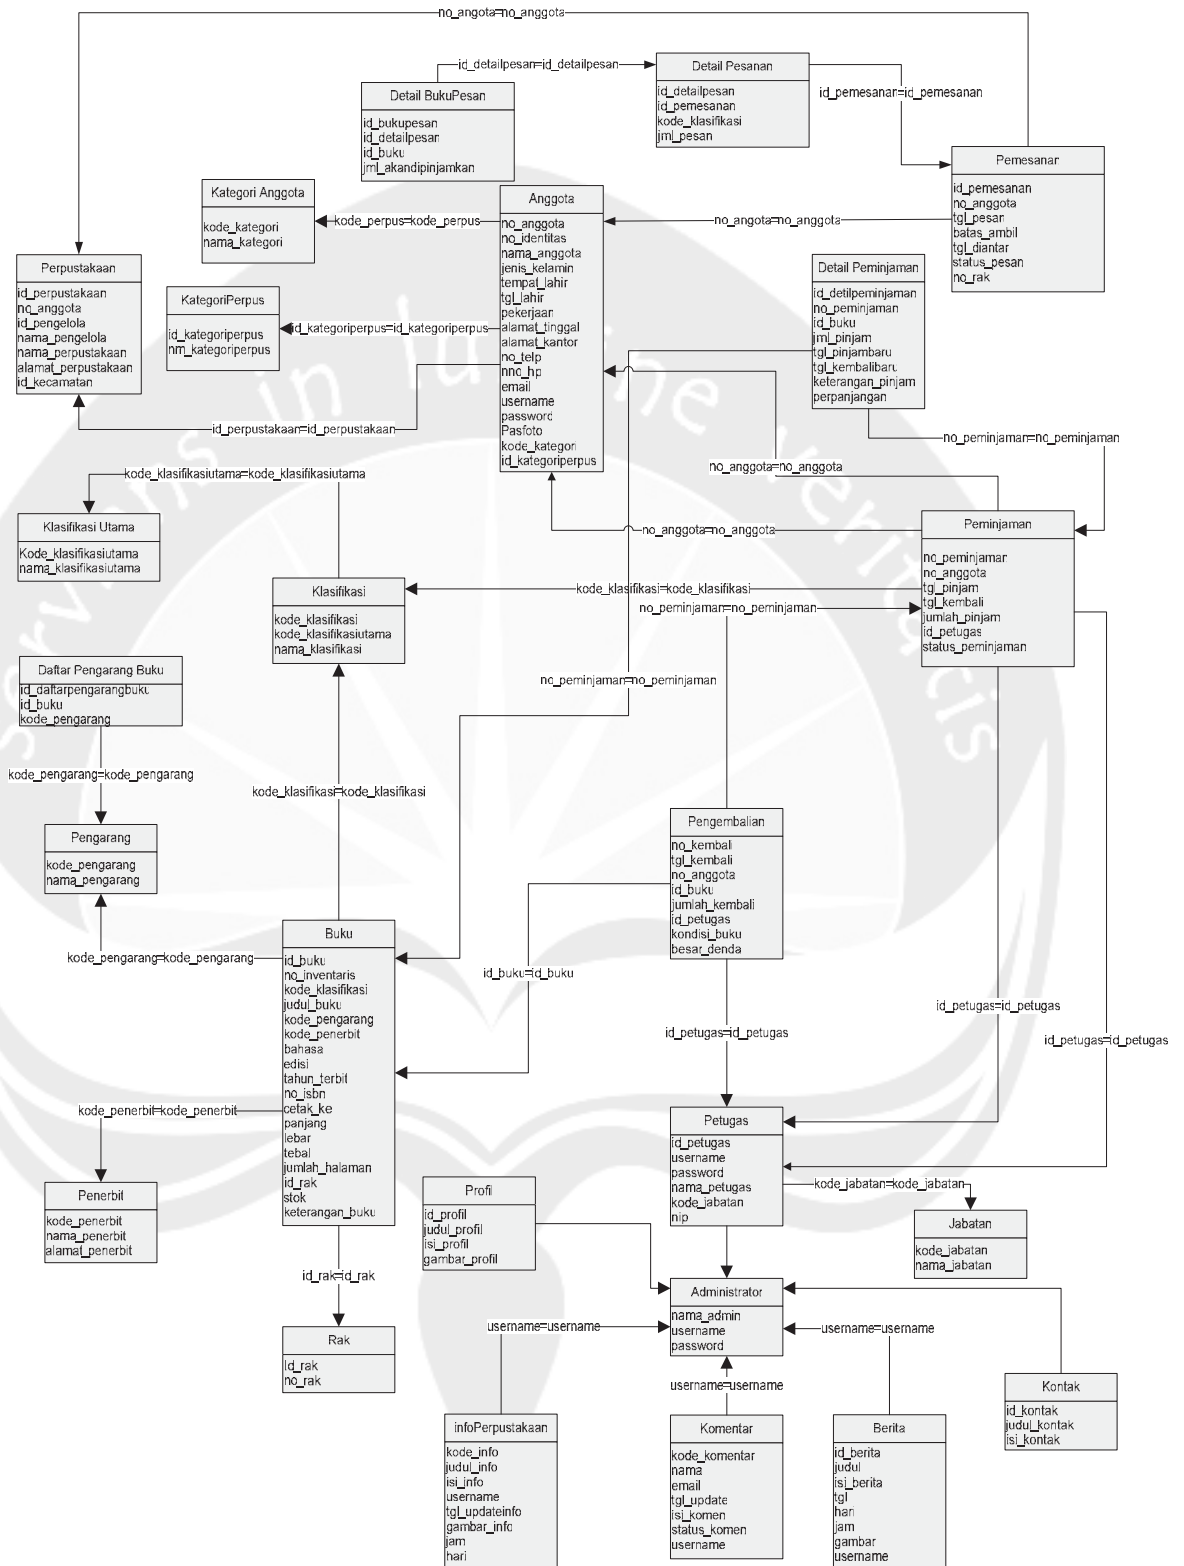 no_angota=no_anggota
id_detailpesan=id_detailpesan
Detail Pesanan
id_detailpesan
id_pemesanan
kode_klasifikasi
jml_pesan
id_pemesanan=id_pemesanan
Detail BukuPesan
id_bukupesan
id_detailpesan
id_buku
jml_akandipinjamkan
Pemesanan
id_pemesanan
no_anggota
tgl_pesan
batas_ambil
tgl_diantar
status_pesan
no_rak
Kategori Anggota
kode_kategori
nama_kategori
kode_perpus=kode_perpus
Anggota
no_anggota
no_identitas
nama_anggota
jenis_kelamin
tempat_lahir
tgl_lahir
pekerjaan
alamat_tinggal
alamat_kantor
no_telp
nno_hp
email
username
password
Pasfoto
kode_kategori
id_kategoriperpus
no_angota=no_anggota
Perpustakaan
id_perpustakaan
no_anggota
id_pengelola
nama_pengelola
nama_perpustakaan
alamat_perpustakaan
id_kecamatan
KategoriPerpus
id_kategoriperpus
nm_kategoriperpus
id_kategoriperpus=id_kategoriperpus
Detail Peminjaman
id_detilpeminjaman
no_peminjaman
id_buku
jml_pinjam
tgl_pinjambaru
tgl_kembalibaru
keterangan_pinjam
perpanjangan
id_perpustakaan=id_perpustakaan
no_peminjaman=no_peminjaman
no_anggota=no_anggota
kode_klasifikasiutama=kode_klasifikasiutama
Klasifikasi Utama
Kode_klasifikasiutama
nama_klasifikasiutama
no_anggota=no_anggota
Peminjaman
no_peminjaman
no_anggota
tgl_pinjam
tgl_kembali
jumlah_pinjam
id_petugas
status_peminjaman
Klasifikasi
kode_klasifikasi
kode_klasifikasiutama
nama_klasifikasi
kode_klasifikasi=kode_klasifikasi
no_peminjaman=no_peminjaman
Daftar Pengarang Buku
id_daftarpengarangbuku
id_buku
kode_pengarang
no_peminjaman=no_peminjaman
kode_pengarang=kode_pengarang
kode_klasifikasi=kode_klasifikasi
Pengarang
kode_pengarang
nama_pengarang
Pengembalian
no_kembali
tgl_kembali
no_anggota
id_buku
jumlah_kembali
id_petugas
kondisi_buku
besar_denda
kode_pengarang=kode_pengarang
Buku
id_buku
no_inventaris
kode_klasifikasi
judul_buku
kode_pengarang
kode_penerbit
bahasa
edisi
tahun_terbit
no_isbn
cetak_ke
panjang
lebar
tebal
jumlah_halaman
id_rak
stok
keterangan_buku
id_buku=id_buku
id_petugas=id_petugas
id_petugas=id_petugas
id_petugas=id_petugas
kode_penerbit=kode_penerbit
Petugas
id_petugas
username
password
nama_petugas
kode_jabatan
nip
kode_jabatan=kode_jabatan
Penerbit
kode_penerbit
nama_penerbit
alamat_penerbit
Profil
id_profil
judul_profil
isi_profil
gambar_profil
Jabatan
kode_jabatan
nama_jabatan
id_rak=id_rak
Administrator
nama_admin
username
password
username=username
username=username
Rak
Id_rak
no_rak
username=username
Kontak
id_kontak
judul_kontak
isi_kontak
infoPerpustakaan
kode_info
judul_info
isi_info
username
tgl_updateinfo
gambar_info
jam
hari
Komentar
kode_komentar
nama
email
tgl_update
isi_komen
status_komen
username
Berita
id_berita
judul
isi_berita
tgl
hari
jam
gambar
username
serviens in lumine veritatis